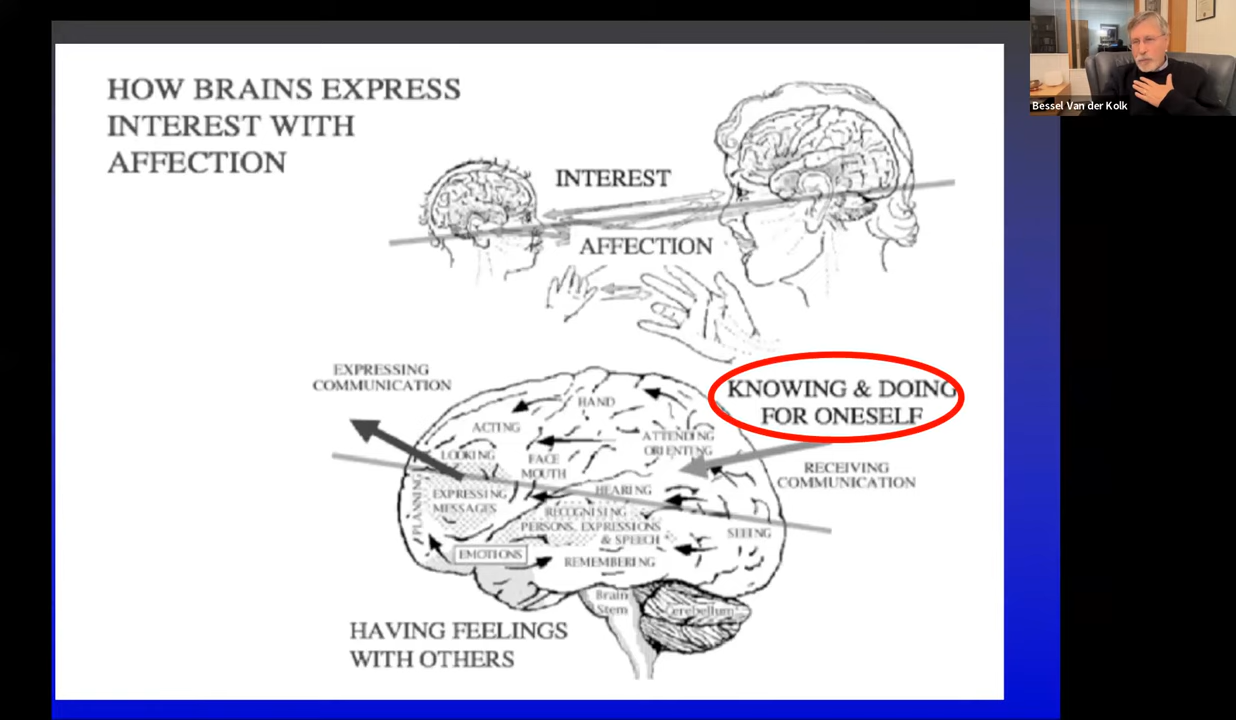 HOW BRAINS EXPRESS
INTEREST WITH
AFFECTION
Bessel Van der Kolk
INTEREST
AFFECTION
EXPRESSING
COMMUNICATION
KNOWING & DOING
FOR ONESELF
HAND
ACTING
ATTENDING
ORIENTING
LOOKING
FACE
MOUTH
RECEIVING
COMMUNICATION
PLANNING
EXPRESSING
MESSAGES
HEARING
RECOGNISING
PERSONS, EXPRESSIONS
& SPEECH
SEEING
EMOTIONS
REMEMBERING
Brain
Stem
Cerebellum
HAVING FEELINGS
WITH OTHERS